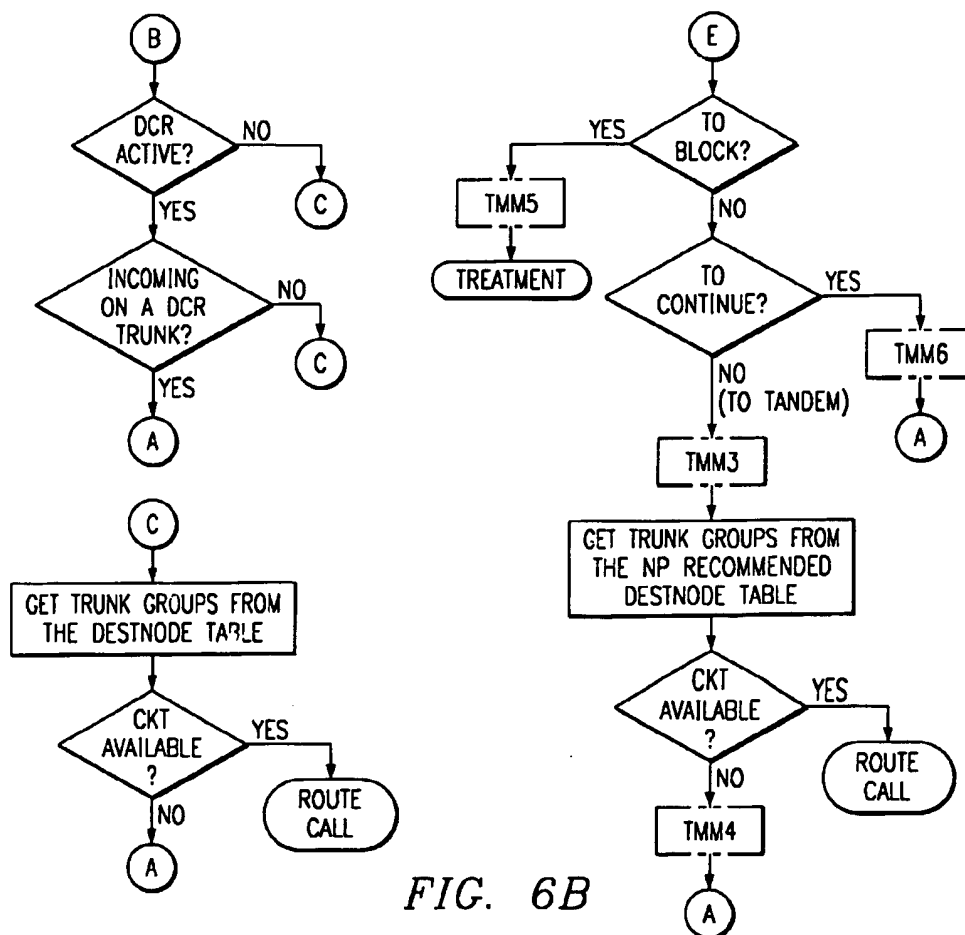 B
DCR
ACTIVE?
NO
C
YES
INCOMING
ON A DCR
TRUNK?
NO
C
YES
A
C
GET TRUNK GROUPS FROM
THE DESTNODE TABLE
CKT
AVAILABLE
?
YES
ROUTE
CALL
NO
A
E
TO
BLOCK?
YES
TMM5
TREATMENT
NO
TO
CONTINUE?
YES
TMM6
A
NO
(TO TANDEM)
TMM3
GET TRUNK GROUPS FROM
THE NP RECOMMENDED
DESTNODE TABLE
CKT
AVAILABLE
?
YES
ROUTE
CALL
NO
TMM4
A
FIG. 6B